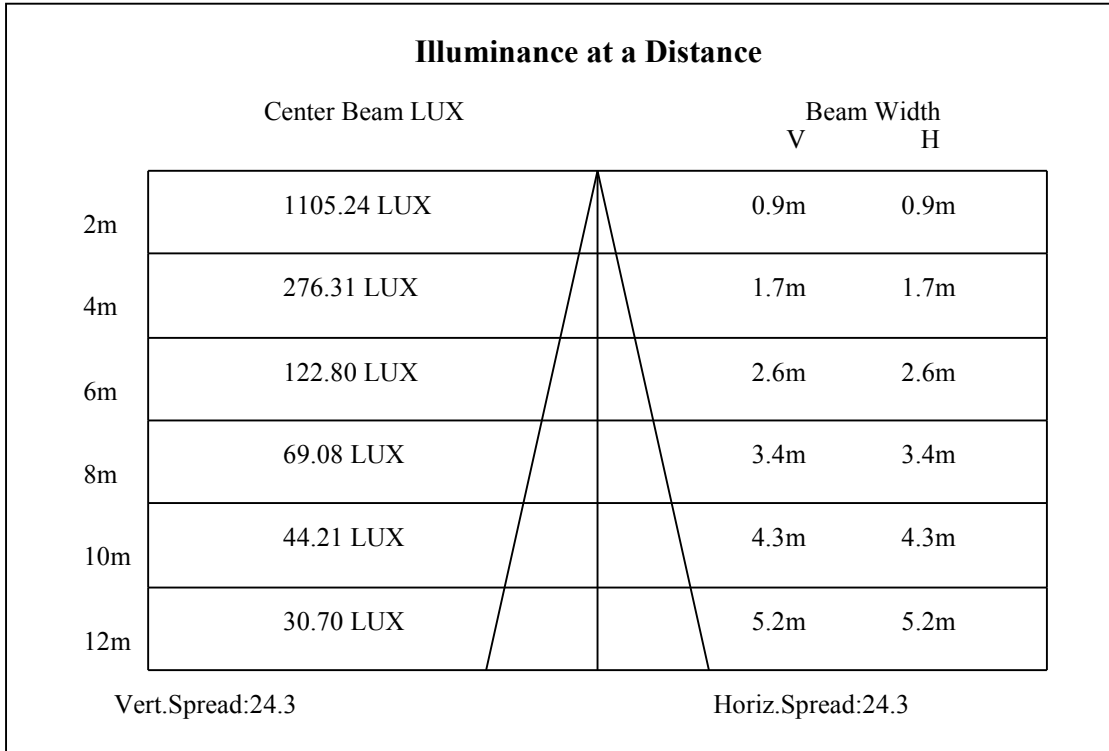 Illuminance at a Distance
Center Beam LUX Beam Width
V H
2m 1105.24 LUX 0.9m 0.9m
4m 276.31 LUX 1.7m 1.7m
6m 122.80 LUX 2.6m 2.6m
8m 69.08 LUX 3.4m 3.4m
10m 44.21 LUX 4.3m 4.3m
12m 30.70 LUX 5.2m 5.2m
Vert.Spread:24.3 Horiz.Spread:24.3